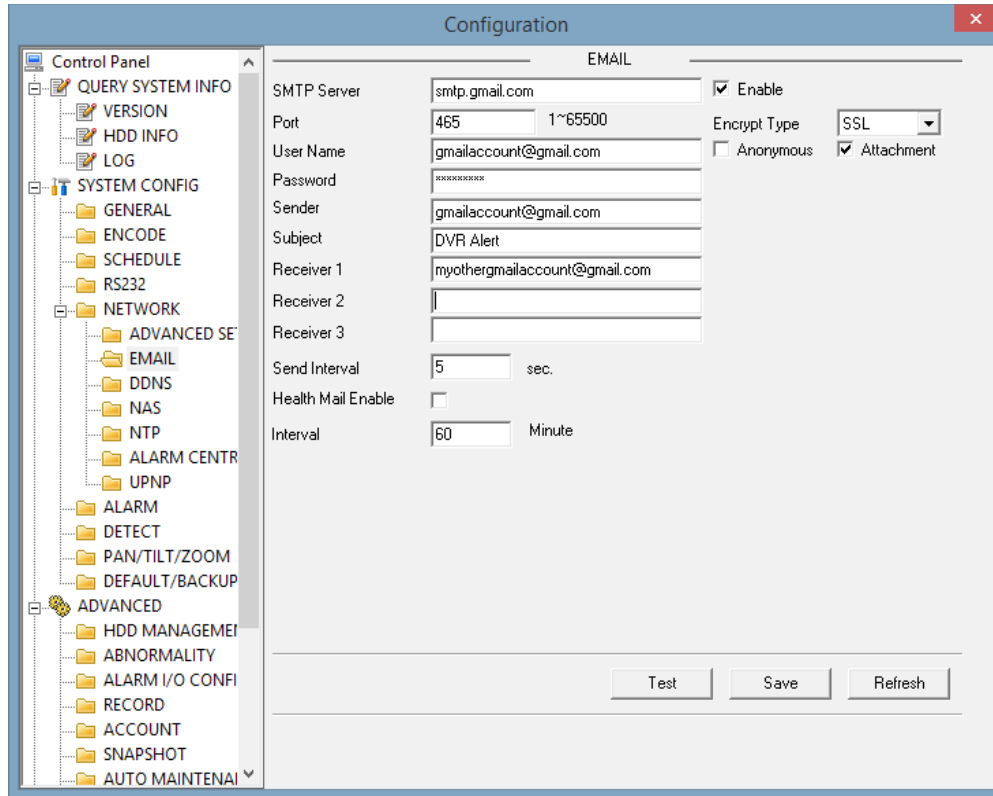 Configuration
Control Panel
QUERY SYSTEM INFO
VERSION
HDD INFO
LOG
SYSTEM CONFIG
GENERAL
ENCODE
SCHEDULE
RS232
NETWORK
ADVANCED SE
EMAIL
DDNS
NAS
NTP
ALARM CENTR
UPNP
ALARM
DETECT
PAN/TILT/ZOOM
DEFAULT/BACKUP
ADVANCED
HDD MANAGEME
ABNORMALITY
ALARM I/O CONFI
RECORD
ACCOUNT
SNAPSHOT
AUTO MAINTENA
EMAIL
SMTP Server smtp.gmail.com Enable
Port 465 1~65500 Encrypt Type SSL
User Name gmailaccount@gmail.com Anonymous Attachment
Password *********
Sender gmailaccount@gmail.com
Subject DVR Alert
Receiver 1 myothergmailaccount@gmail.com
Receiver 2
Receiver 3
Send Interval 5 sec.
Health Mail Enable
Interval 60 Minute
Test Save Refresh